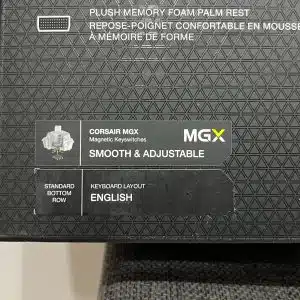 PLUSH MEMORY FOAM PALM REST
REPOSE-POIGNET CONFORTABLE EN MOUSSE
À MÉMOIRE DE FORME
CORSAIR MGX
Magnetic Keyswitches
MGX
SMOOTH & ADJUSTABLE
STANDARD
BOTTOM
ROW
KEYBOARD LAYOUT
ENGLISH